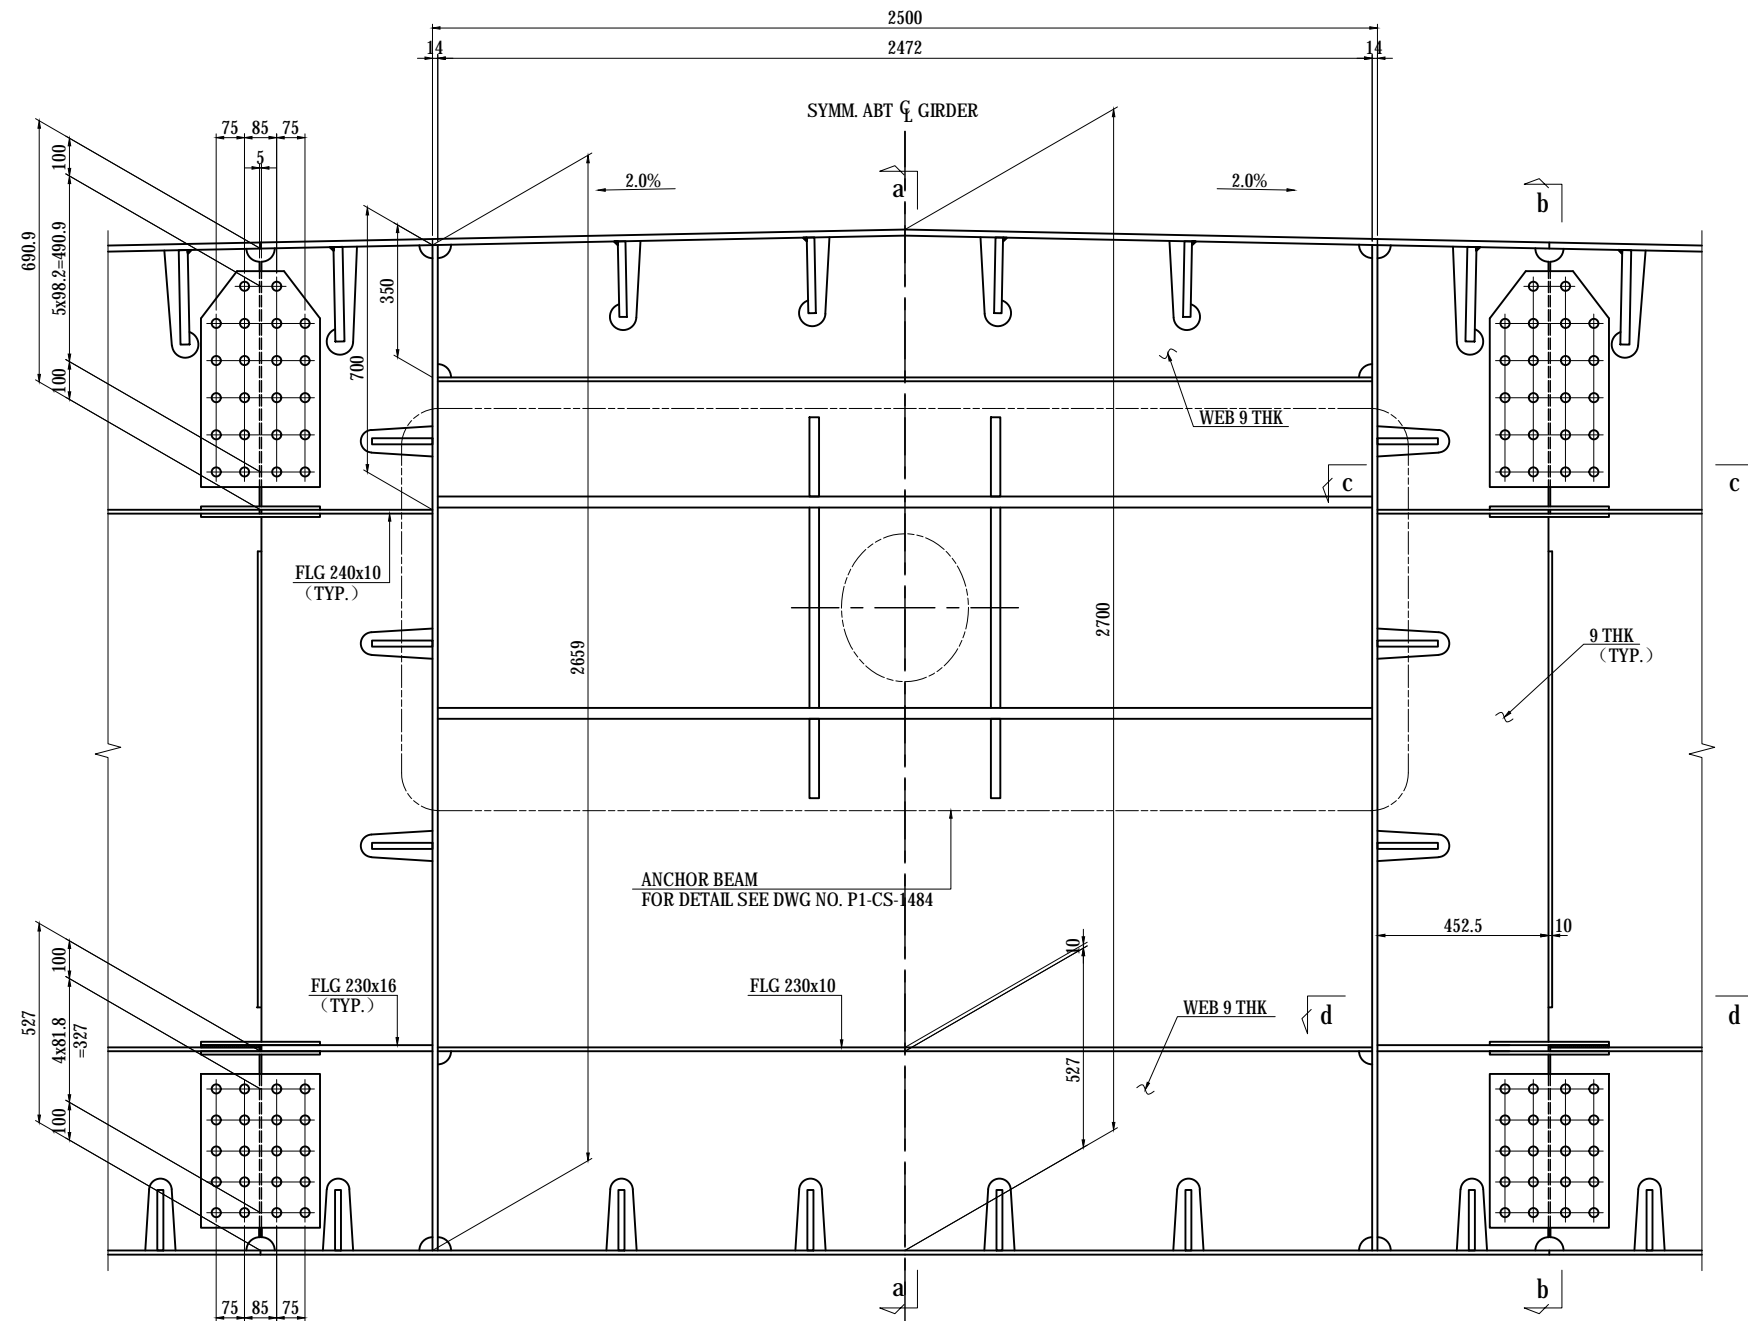 2500
14
2472
14
SYMM. ABT ℄ GIRDER
75
85
75
5
2.0%
2.0%
a
b
100
5x98.2=490.9
100
690.9
350
700
WEB 9 THK
c
c
FLG 240x10
（TYP.）
2659
2700
9 THK
（TYP.）
ANCHOR BEAM
FOR DETAIL SEE DWG NO. P1-CS-1484
452.5
10
10
527
100
4x81.8
=327
100
527
FLG 230x16
（TYP.）
FLG 230x10
WEB 9 THK
d
d
a
b
75
85
75